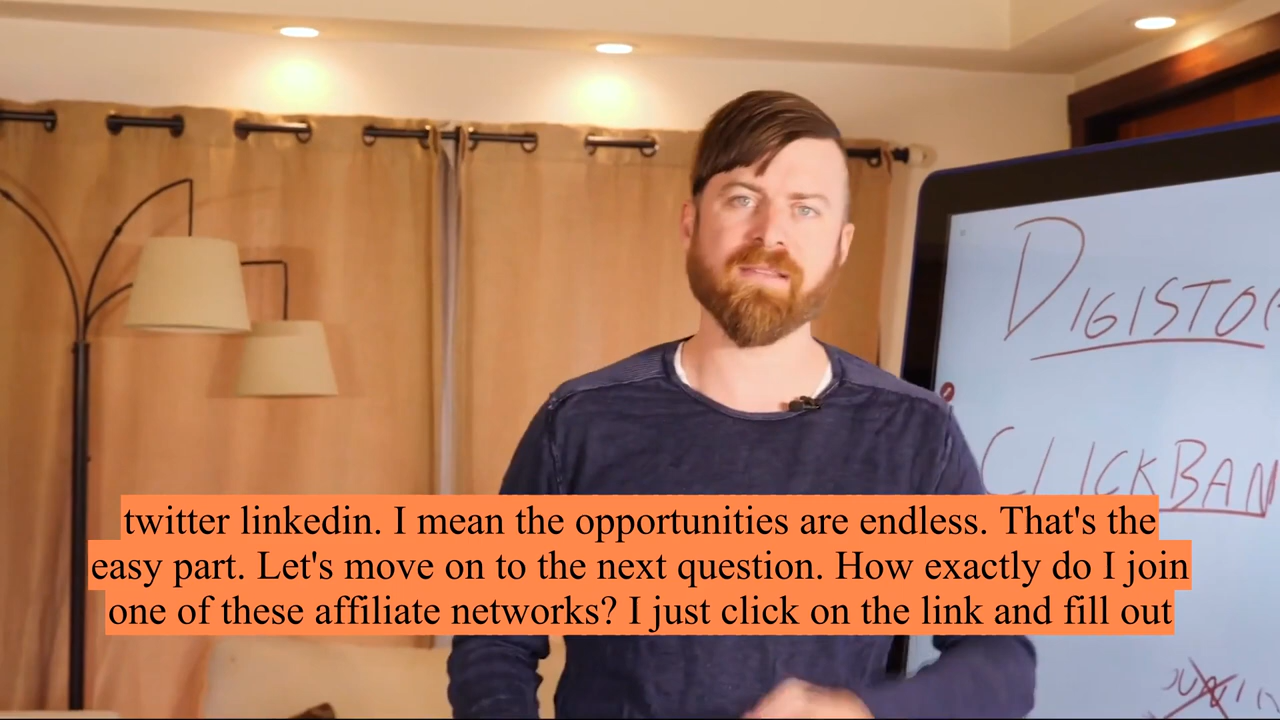 DIGISTO
CLICKBAN
twitter linkedin. I mean the opportunities are endless. That's the
easy part. Let's move on to the next question. How exactly do I join
one of these affiliate networks? I just click on the link and fill out